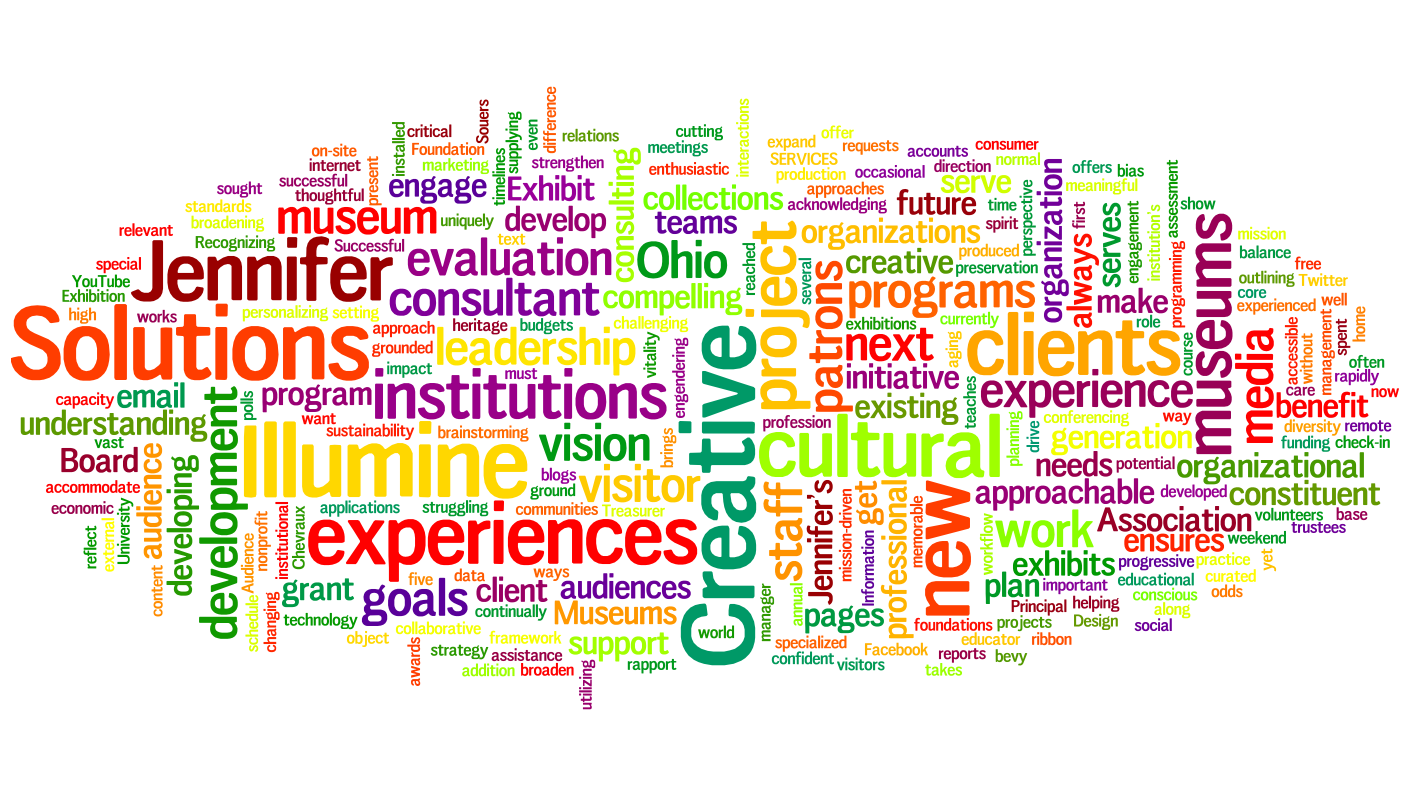 Souers
difference
installed
critical
timelines
supplying
even
relations
cutting
meetings
interactions
expand
offer
requests
accounts
consumer
on-site
Foundation
marketing
strengthen
enthusiastic
SERVICES
production
occasional
direction
normal
offers
bias
internet
present
successful
thoughtful
engage
Exhibit
consulting
collections
approaches
serve
organization
meaningful
assessment
sought
standards
broadening
museum
uniquely
develop
teams
acknowledging
future
time
perspective
first
serves
engagement
institution's
show
relevant
Recognizing
Successful
text
Ohio
reached
project
organizations
spirit
always
programming
museums
mission
balance
special
Jennifer
evaluation
several
patrons
creative
produced
preservation
free
YouTube
Exhibition
consultant
compelling
programs
make
outlining
Twitter
core
high
works
personalizing
setting
approach
heritage
budgets
challenging
exhibitions
currently
role
experienced
well
Solutions
grounded
leadership
vitality
engendering
Creative
next
aging
clients
course
media
accessible
without
management
spent
home
impact
must
initiative
experience
care
often
rapidly
now
capacity
email
polls
program
institutions
existing
teaches
benefit
understanding
development
want
sustainability
brainstorming
profession
planning
drive
conferencing
way
diversity
remote
vast
Illumine
vision
brings
cultural
generation
funding
check-in
Board
audience
developing
blogs
visitor
needs
potential
organizational
accommodate
ground
staff
Jennifer's
mission-driven
get
professional
memorable
new
approachable
developed
constituent
economic
external
University
applications
struggling
communities
Treasurer
workflow
work
Association
volunteers
base
trustees
reflect
content
Audience
nonprofit
institutional
Chevraux
experiences
Information
ensures
weekend
exhibits
progressive
practice
yet
grant
five
data
ways
client
audiences
manager
annual
plan
important
educational
curated
conscious
odds
schedule
changing
technology
goals
continually
Museums
pages
Principal
helping
along
object
collaborative
framework
support
world
foundations
projects
Design
social
awards
strategy
assistance
specialized
Facebook
educator
ribbon
addition
broaden
utilizing
rapport
confident
visitors
reports
bevy
takes